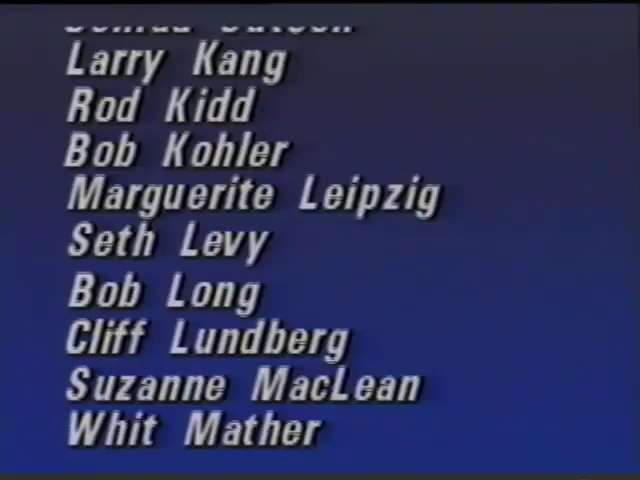 Larry Kang
Rod Kidd
Bob Kohler
Marguerite Leipzig
Seth Levy
Bob Long
Cliff Lundberg
Suzanne MacLean
Whit Mather